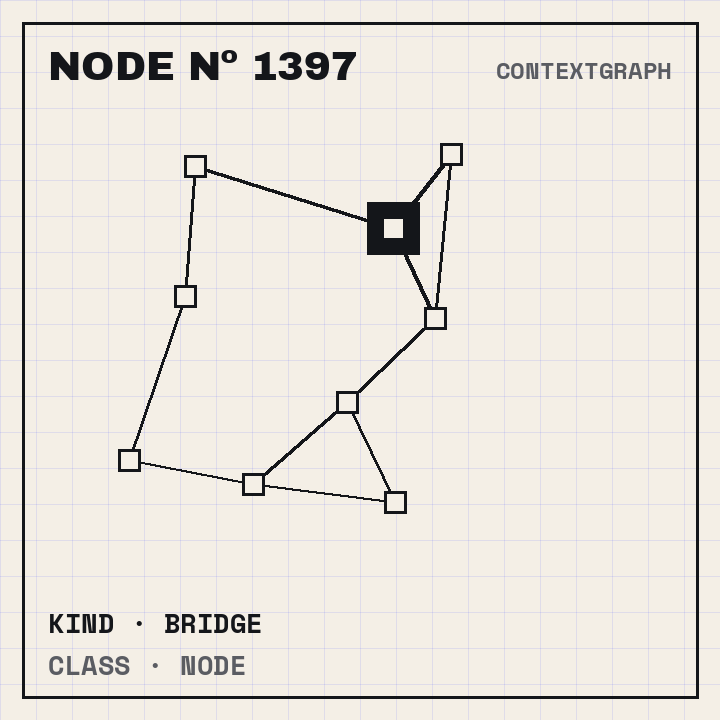 NODE Nº 1397
CONTEXTGRAPH
KIND · BRIDGE
CLASS · NODE